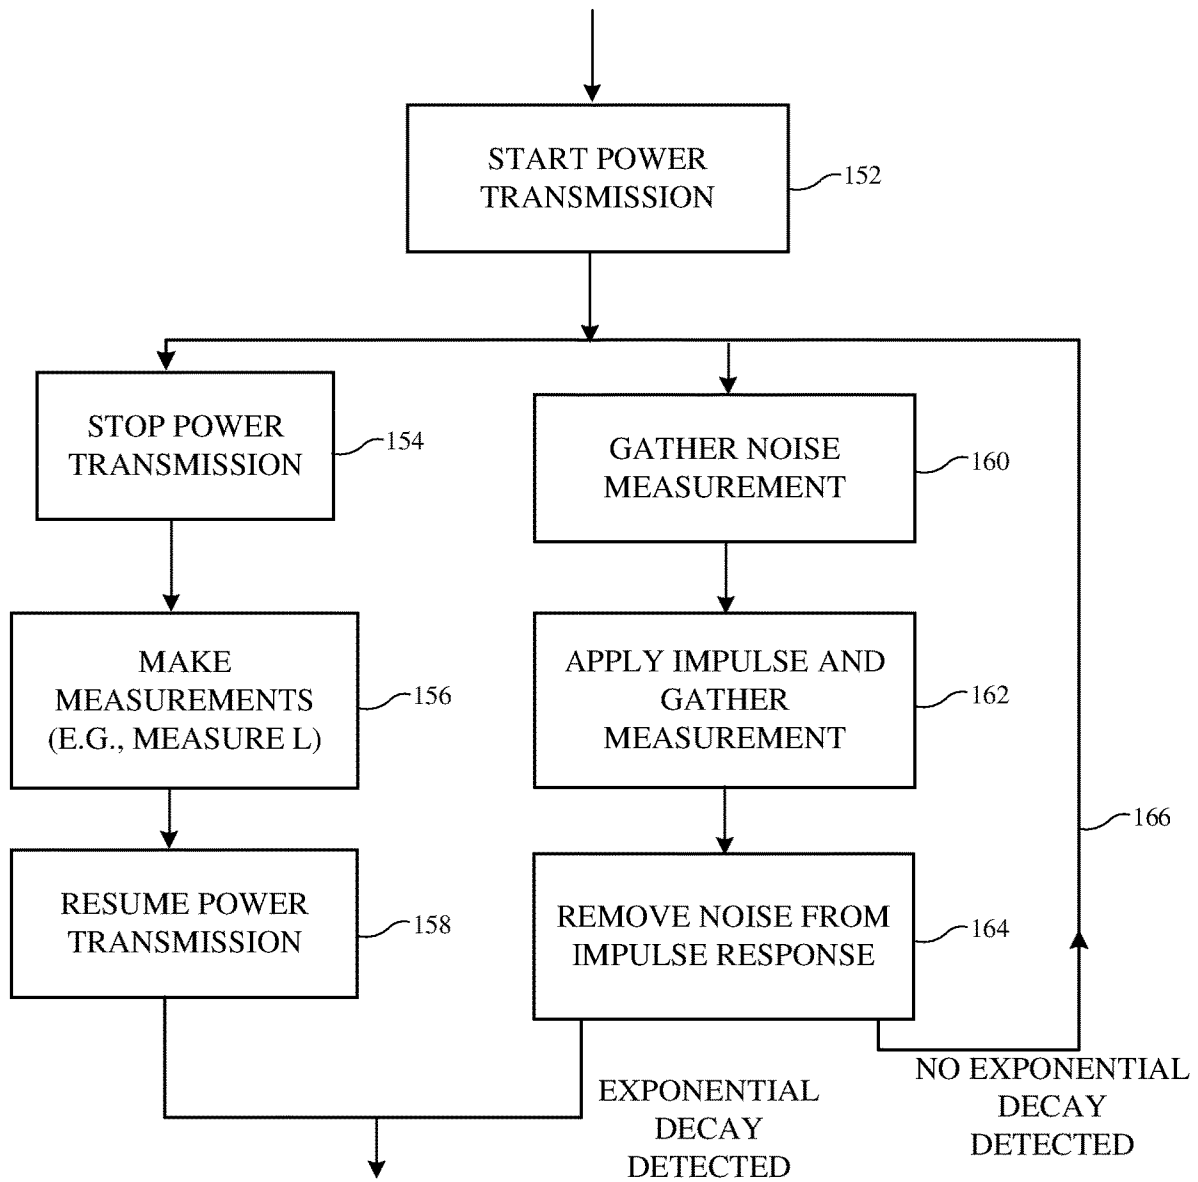 START POWER
TRANSMISSION
152
STOP POWER
TRANSMISSION
154
GATHER NOISE
MEASUREMENT
160
MAKE
MEASUREMENTS
(E.G., MEASURE L)
156
APPLY IMPULSE AND
GATHER
MEASUREMENT
162
166
RESUME POWER
TRANSMISSION
158
REMOVE NOISE FROM
IMPULSE RESPONSE
164
EXPONENTIAL
DECAY
DETECTED
NO EXPONENTIAL
DECAY
DETECTED